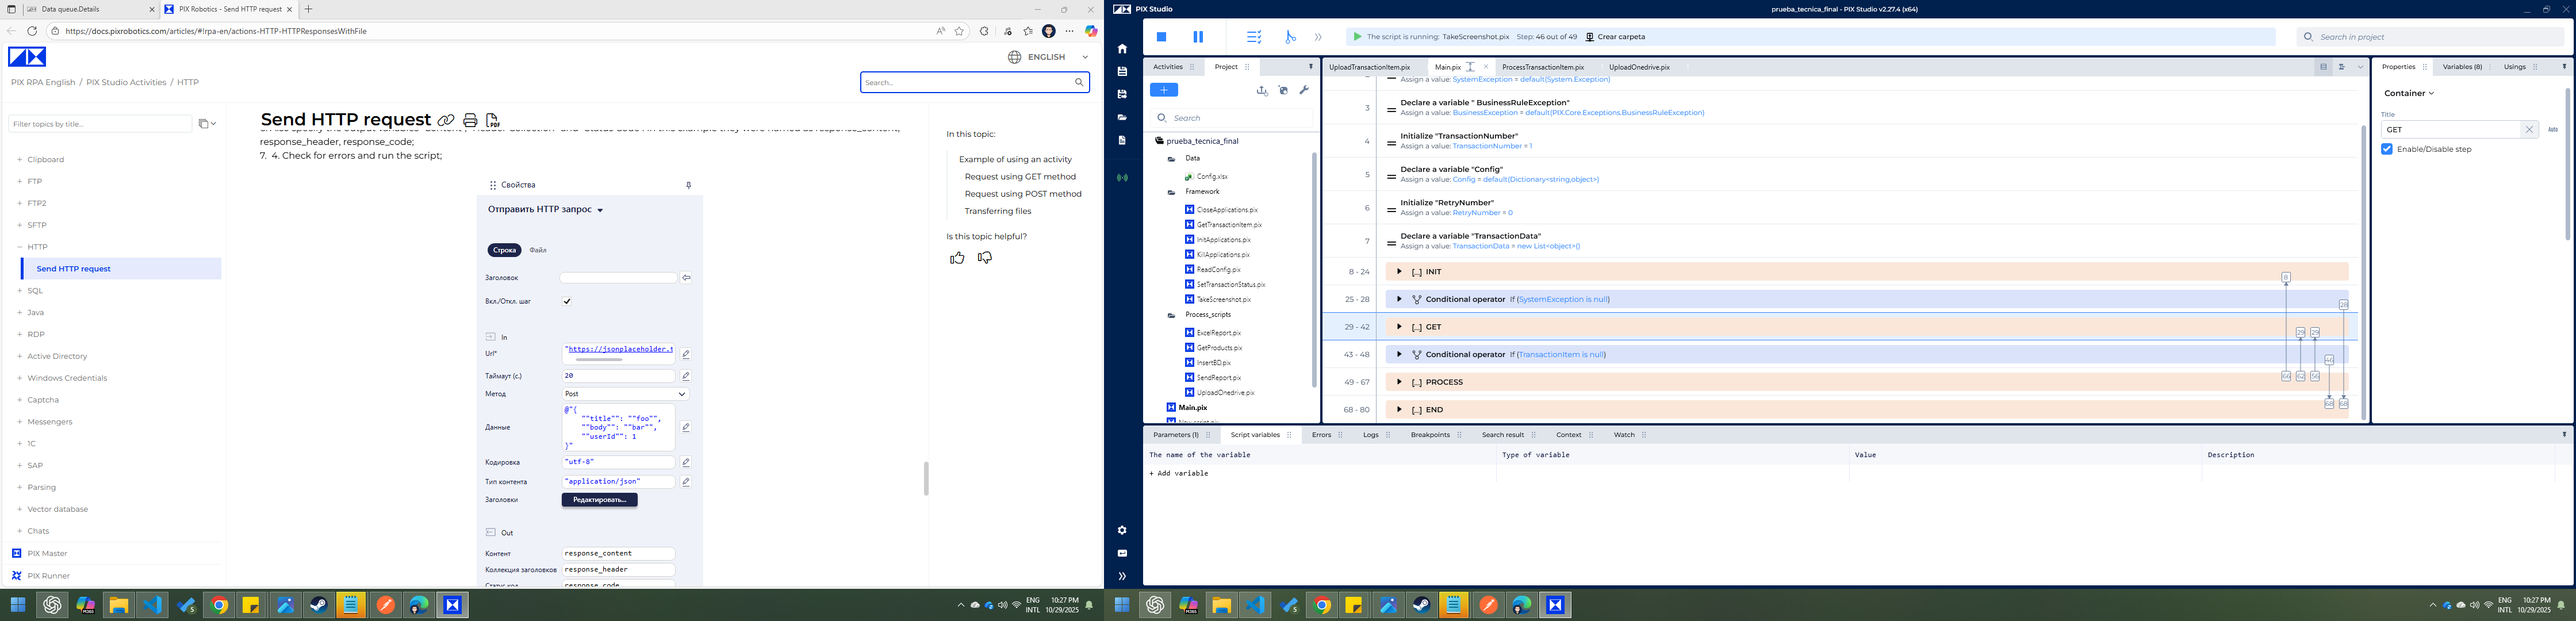 Data queue.Details
PIX Robotics - Send HTTP request
https://docs.pixrobotics.com/articles/#!rpa-en/actions-HTTP-HTTPResponsesWithFile
ENGLISH
PIX RPA English / PIX Studio Activities / HTTP
Search...
Filter topics by title...
Clipboard
FTP
FTP2
SFTP
HTTP
Send HTTP request
SQL
Java
RDP
Active Directory
Windows Credentials
Captcha
Messengers
1C
SAP
Parsing
Vector database
Chats
PIX Master
PIX Runner
Send HTTP request
response_header, response_code;
7. 4. Check for errors and run the script;
Свойства
Отправить HTTP запрос
Строка Файл
Заголовок
Вкл./Откл. шаг
In
Url* "https://jsonplaceholder.t
Таймаут (с.) 20
Метод Post
Данные
@"{
""title"": ""foo"",
""body"": ""bar"",
""userId"": 1
}"
Кодировка "utf-8"
Тип контента "application/json"
Заголовки Редактировать...
Out
Контент response_content
Коллекция заголовков response_header
Статус код response_code
In this topic:
Example of using an activity
Request using GET method
Request using POST method
Transferring files
Is this topic helpful?
ENG
INTL
10:27 PM
10/29/2025
PIX Studio
prueba_tecnica_final - PIX Studio v2.27.4 (x64)
The script is running: TakeScreenshot.pix Step: 46 out of 49 Crear carpeta
Search in project
Activities Project
Search
prueba_tecnica_final
Data
Config.xlsx
Framework
CloseApplications.pix
GetTransactionItem.pix
InitApplications.pix
KillApplications.pix
ReadConfig.pix
SetTransactionStatus.pix
TakeScreenshot.pix
Process_scripts
ExcelReport.pix
GetProducts.pix
InsertBD.pix
SendReport.pix
UploadOnedrive.pix
Main.pix
UploadTransactionItem.pix Main.pix ProcessTransactionItem.pix UploadOnedrive.pix
Assign a value: SystemException = default(System.Exception)
3 Declare a variable " BusinessRuleException"
Assign a value: BusinessException = default(PIX.Core.Exceptions.BusinessRuleException)
4 Initialize "TransactionNumber"
Assign a value: TransactionNumber = 1
5 Declare a variable "Config"
Assign a value: Config = default(Dictionary<string,object>)
6 Initialize "RetryNumber"
Assign a value: RetryNumber = 0
7 Declare a variable "TransactionData"
Assign a value: TransactionData = new List<object>()
8 - 24 [...] INIT
25 - 28 Conditional operator If (SystemException is null)
29 - 42 [...] GET
43 - 48 Conditional operator If (TransactionItem is null)
49 - 67 [...] PROCESS
68 - 80 [...] END
8
28
29 29
46
66 62 56
68 68
Properties Variables (8) Usings
Container
Title
GET
Auto
Enable/Disable step
Parameters (1) Script variables Errors Logs Breakpoints Search result Context Watch
The name of the variable Type of variable Value Description
+ Add variable
ENG
INTL
10:27 PM
10/29/2025